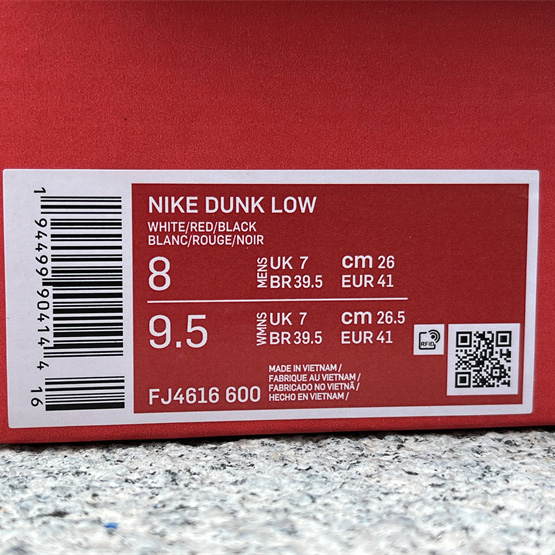 NIKE DUNK LOW
WHITE/RED/BLACK
BLANC/ROUGE/NOIR
8 MENS UK 7 cm 26
BR 39.5 EUR 41
9.5 WMNS UK 7 cm 26.5
BR 39.5 EUR 41
RFID
FJ4616 600
MADE IN VIETNAM /
FABRIQUE AU VIETNAM /
FABRICADO NO VIETNÃ /
HECHO EN VIETNAM /
1 94499 90414 4 16